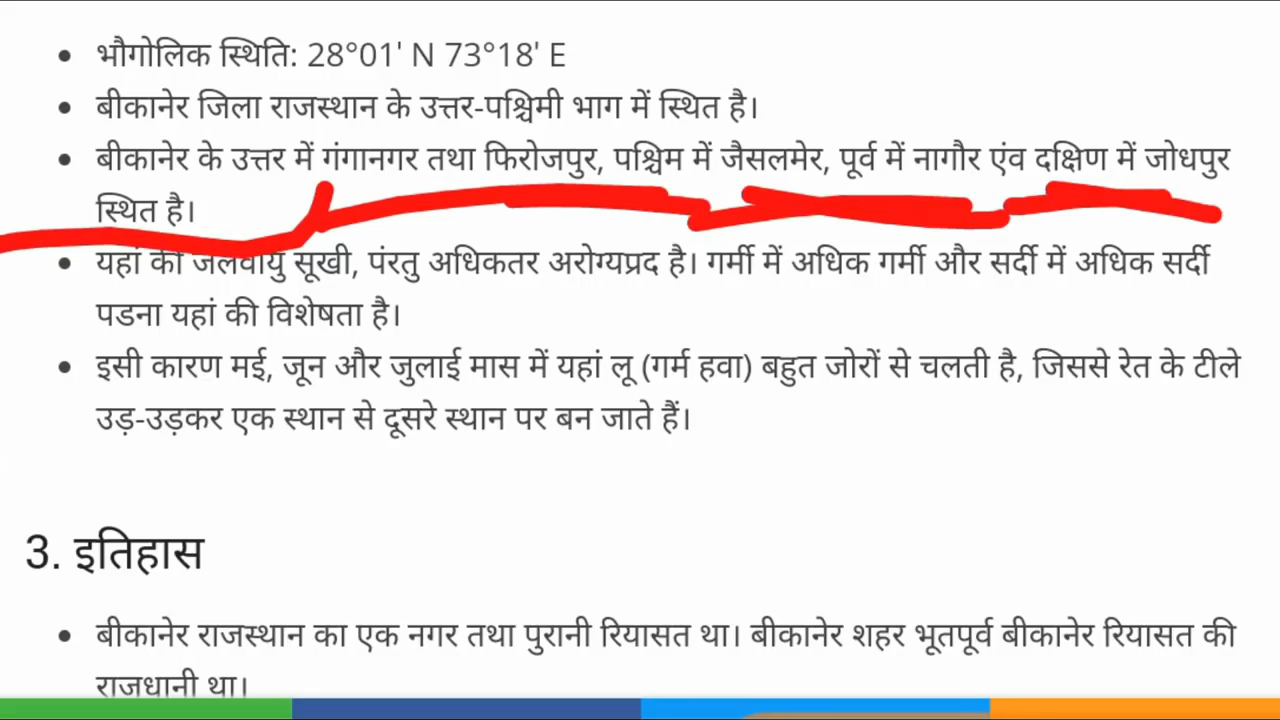 भौगोलिक स्थिति: 28°01' N 73°18' E
बीकानेर जिला राजस्थान के उत्तर-पश्चिमी भाग में स्थित है।
बीकानेर के उत्तर में गंगानगर तथा फिरोजपुर, पश्चिम में जैसलमेर, पूर्व में नागौर एंव दक्षिण में जोधपुर
स्थित है।
यहां की जलवायु सूखी, पंरतु अधिकतर अरोग्यप्रद है। गर्मी में अधिक गर्मी और सर्दी में अधिक सर्दी
पडना यहां की विशेषता है।
इसी कारण मई, जून और जुलाई मास में यहां लू (गर्म हवा) बहुत जोरों से चलती है, जिससे रेत के टीले
उड़-उड़कर एक स्थान से दूसरे स्थान पर बन जाते हैं।
3. इतिहास
बीकानेर राजस्थान का एक नगर तथा पुरानी रियासत था। बीकानेर शहर भूतपूर्व बीकानेर रियासत की
राजधानी था।